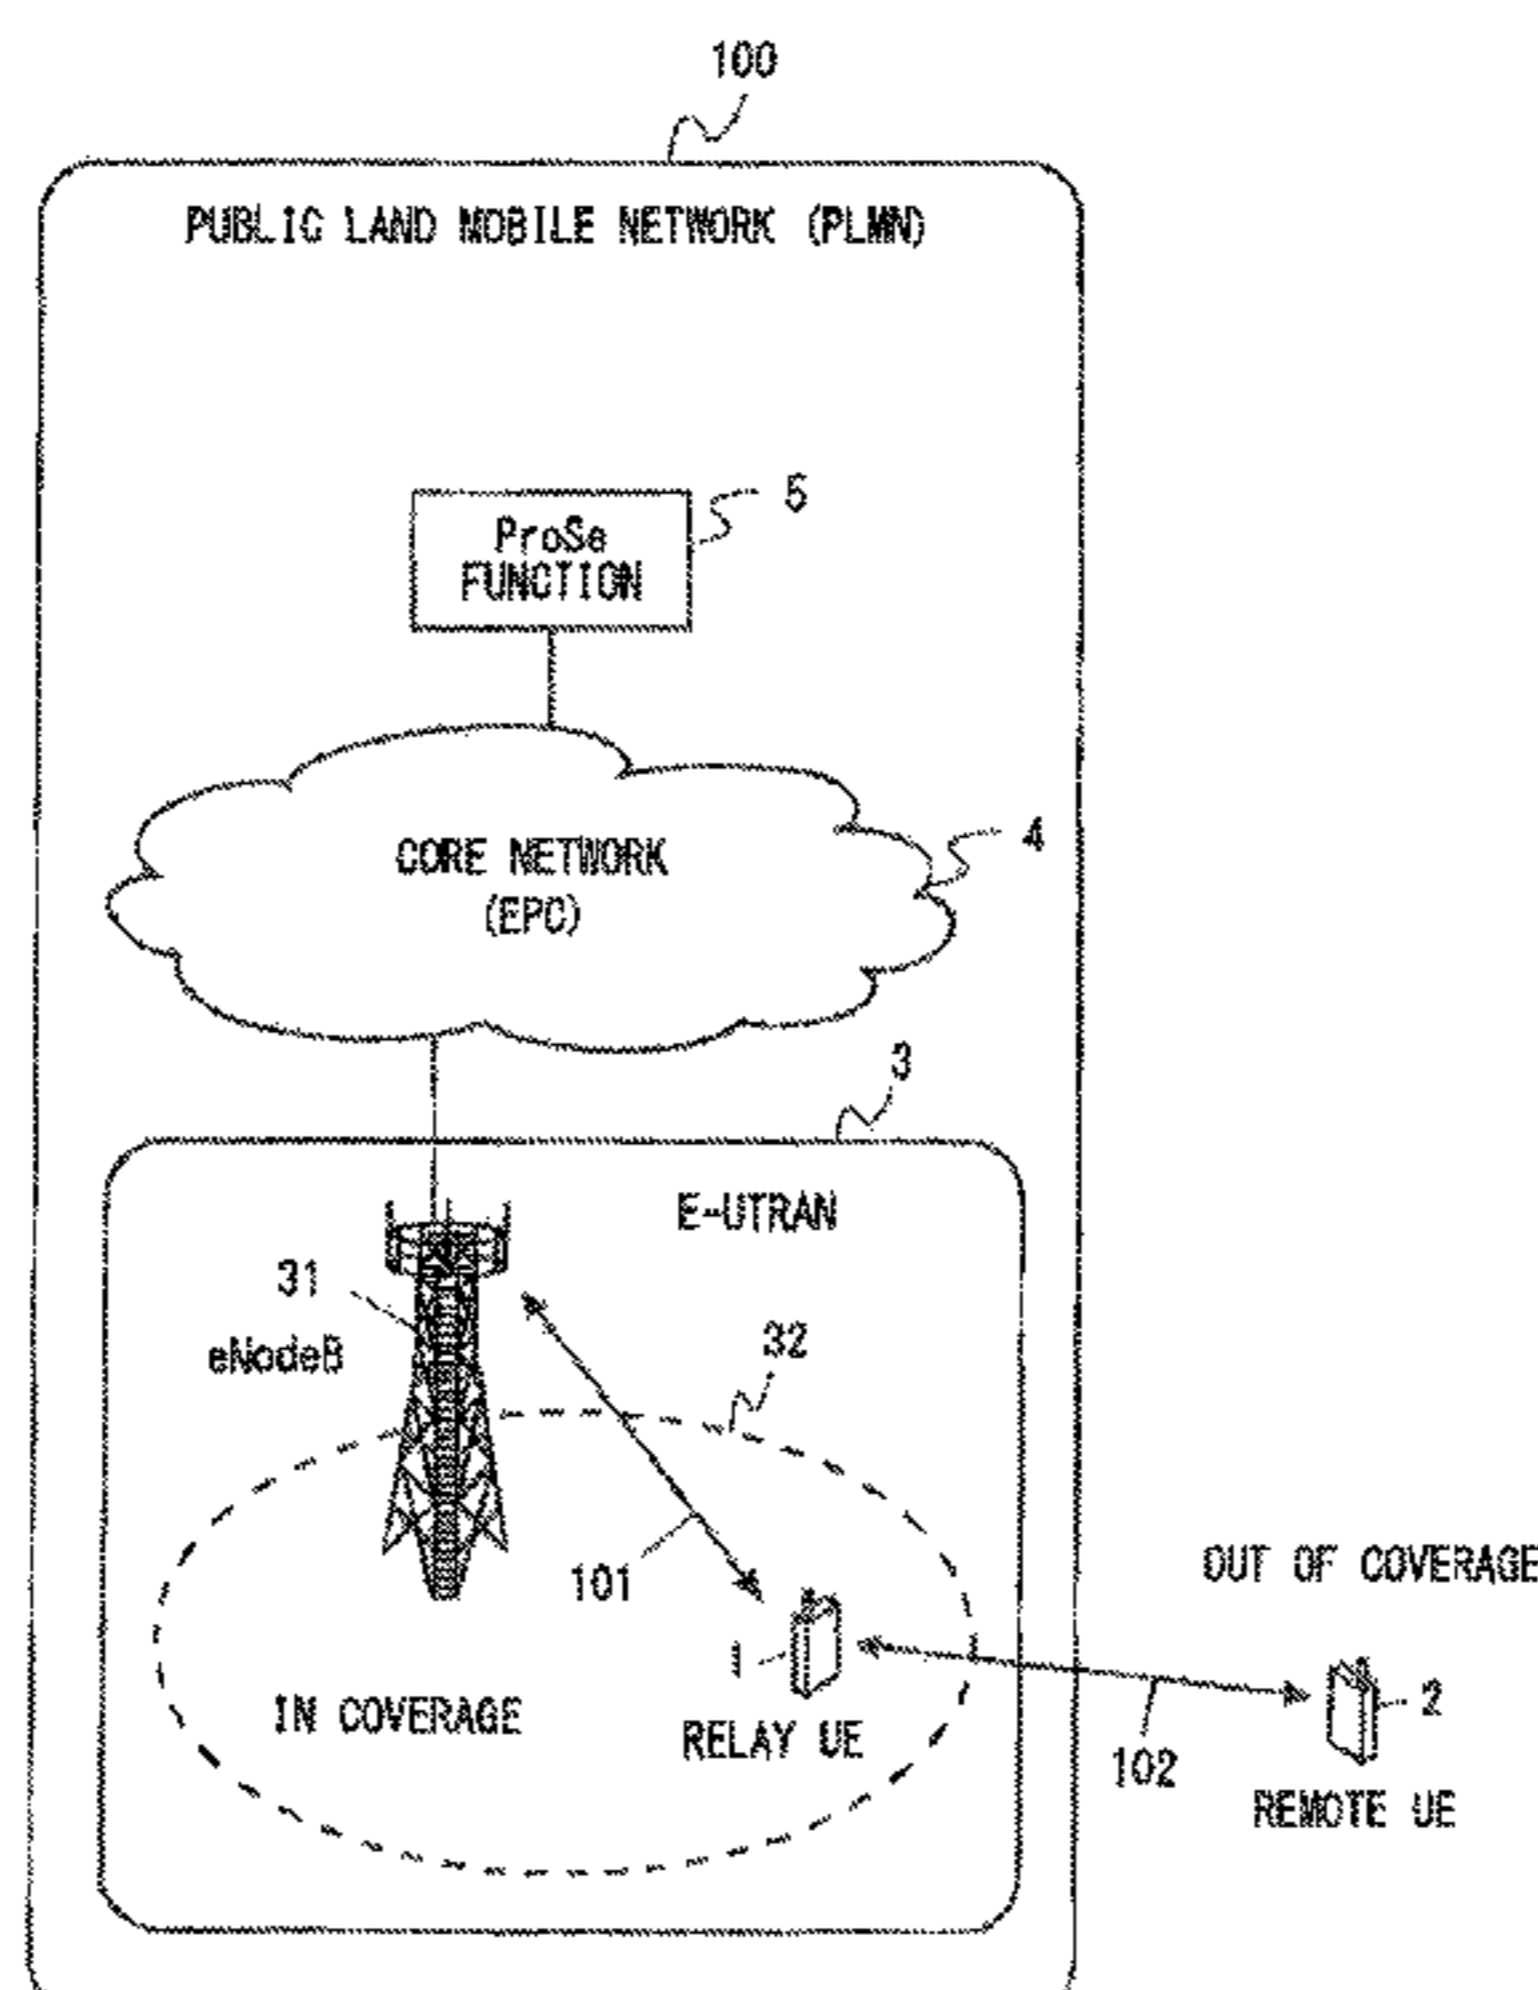 100
PUBLIC LAND MOBILE NETWORK (PLMN)
5
ProSe
FUNCTION
4
CORE NETWORK
(EPC)
3
E-UTRAN
31
eNodeB
32
101
OUT OF COVERAGE
1
2
IN COVERAGE
RELAY UE
102
REMOTE UE